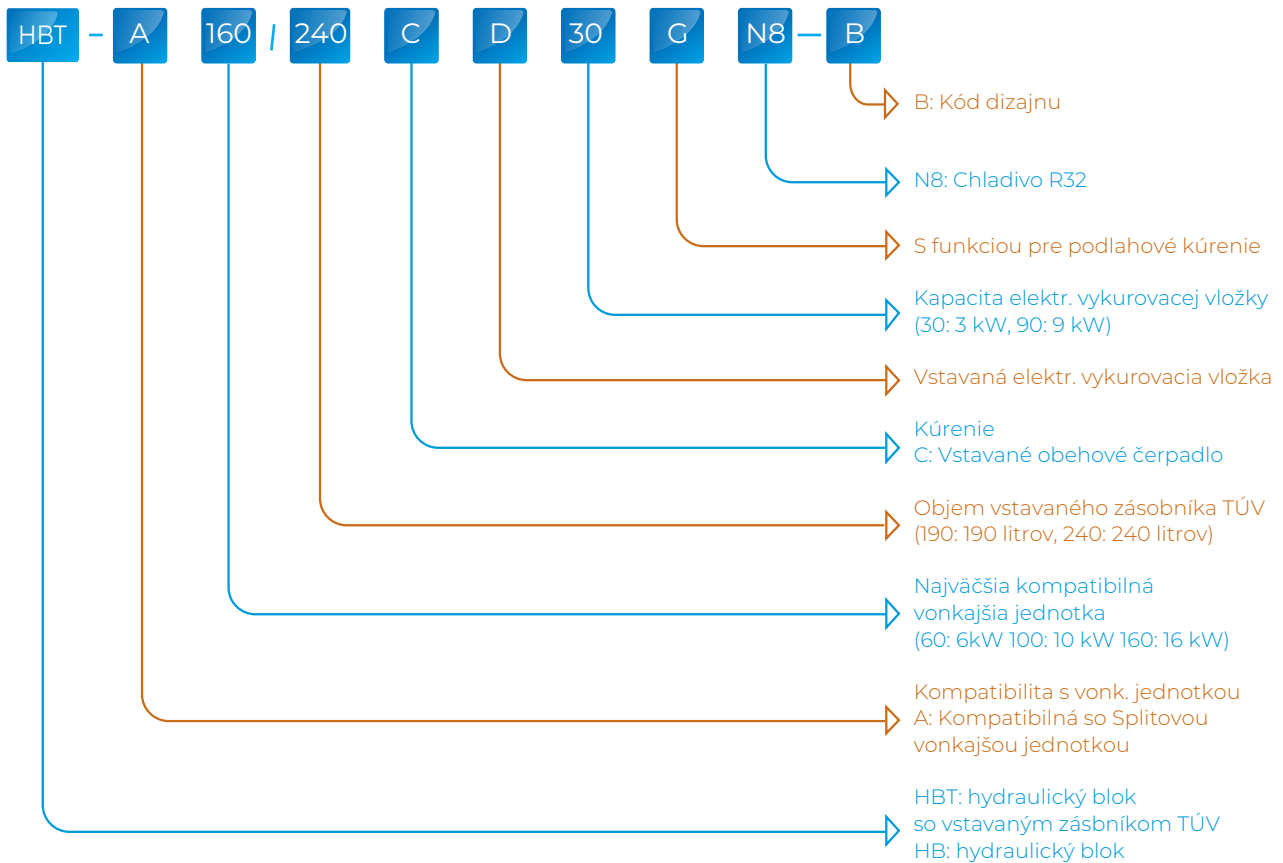 HBT – A 160 / 240 C D 30 G N8 — B
B: Kód dizajnu
N8: Chladivo R32
S funkciou pre podlahové kúrenie
Kapacita elektr. vykurovacej vložky
(30: 3 kW, 90: 9 kW)
Vstavaná elektr. vykurovacia vložka
Kúrenie
C: Vstavané obehové čerpadlo
Objem vstavaného zásobníka TÚV
(190: 190 litrov, 240: 240 litrov)
Najväčšia kompatibilná
vonkajšia jednotka
(60: 6kW 100: 10 kW 160: 16 kW)
Kompatibilita s vonk. jednotkou
A: Kompatibilná so Splitovou
vonkajšou jednotkou
HBT: hydraulický blok
so vstavaným zásbníkom TÚV
HB: hydraulický blok